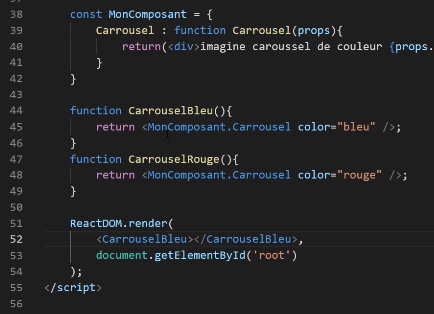 38 const MonComposant = {
39 Carrousel : function Carrousel(props){
40 return(<div>imagine caroussel de couleur {props.
41 }
42 }
43
44 function CarrouselBleu(){
45 return <MonComposant.Carrousel color="bleu" />;
46 }
47 function CarrouselRouge(){
48 return <MonComposant.Carrousel color="rouge" />;
49 }
50
51 ReactDOM.render(
52 <CarrouselBleu></CarrouselBleu>,
53 document.getElementById('root')
54 );
55 </script>
56